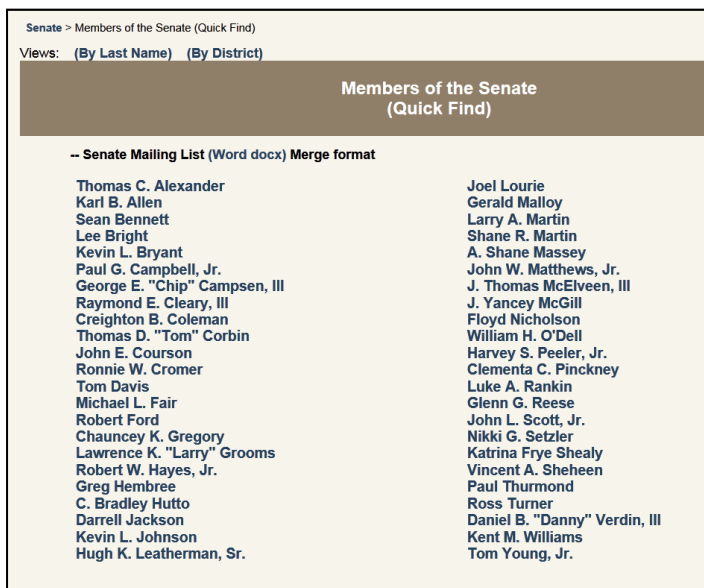 Senate > Members of the Senate (Quick Find)
Views: (By Last Name) (By District)
Members of the Senate
(Quick Find)
-- Senate Mailing List (Word docx) Merge format
Thomas C. Alexander
Karl B. Allen
Sean Bennett
Lee Bright
Kevin L. Bryant
Paul G. Campbell, Jr.
George E. "Chip" Campsen, III
Raymond E. Cleary, III
Creighton B. Coleman
Thomas D. "Tom" Corbin
John E. Courson
Ronnie W. Cromer
Tom Davis
Michael L. Fair
Robert Ford
Chauncey K. Gregory
Lawrence K. "Larry" Grooms
Robert W. Hayes, Jr.
Greg Hembree
C. Bradley Hutto
Darrell Jackson
Kevin L. Johnson
Hugh K. Leatherman, Sr.
Joel Lourie
Gerald Malloy
Larry A. Martin
Shane R. Martin
A. Shane Massey
John W. Matthews, Jr.
J. Thomas McElveen, III
J. Yancey McGill
Floyd Nicholson
William H. O'Dell
Harvey S. Peeler, Jr.
Clementa C. Pinckney
Luke A. Rankin
Glenn G. Reese
John L. Scott, Jr.
Nikki G. Setzler
Katrina Frye Shealy
Vincent A. Sheheen
Paul Thurmond
Ross Turner
Daniel B. "Danny" Verdin, III
Kent M. Williams
Tom Young, Jr.